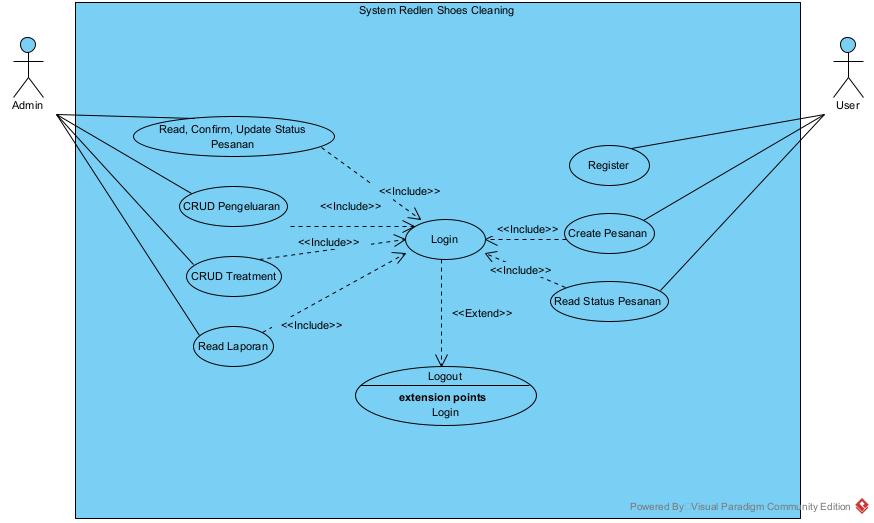 System Redlen Shoes Cleaning
Admin
User
Read, Confirm, Update Status
Pesanan
Register
<<Include>>
CRUD Pengeluaran
<<Include>>
<<Include>>
Login
<<Include>>
Create Pesanan
CRUD Treatment
<<Include>>
Read Status Pesanan
<<Extend>>
<<Include>>
Read Laporan
Logout
extension points
Login
Powered By Visual Paradigm Community Edition